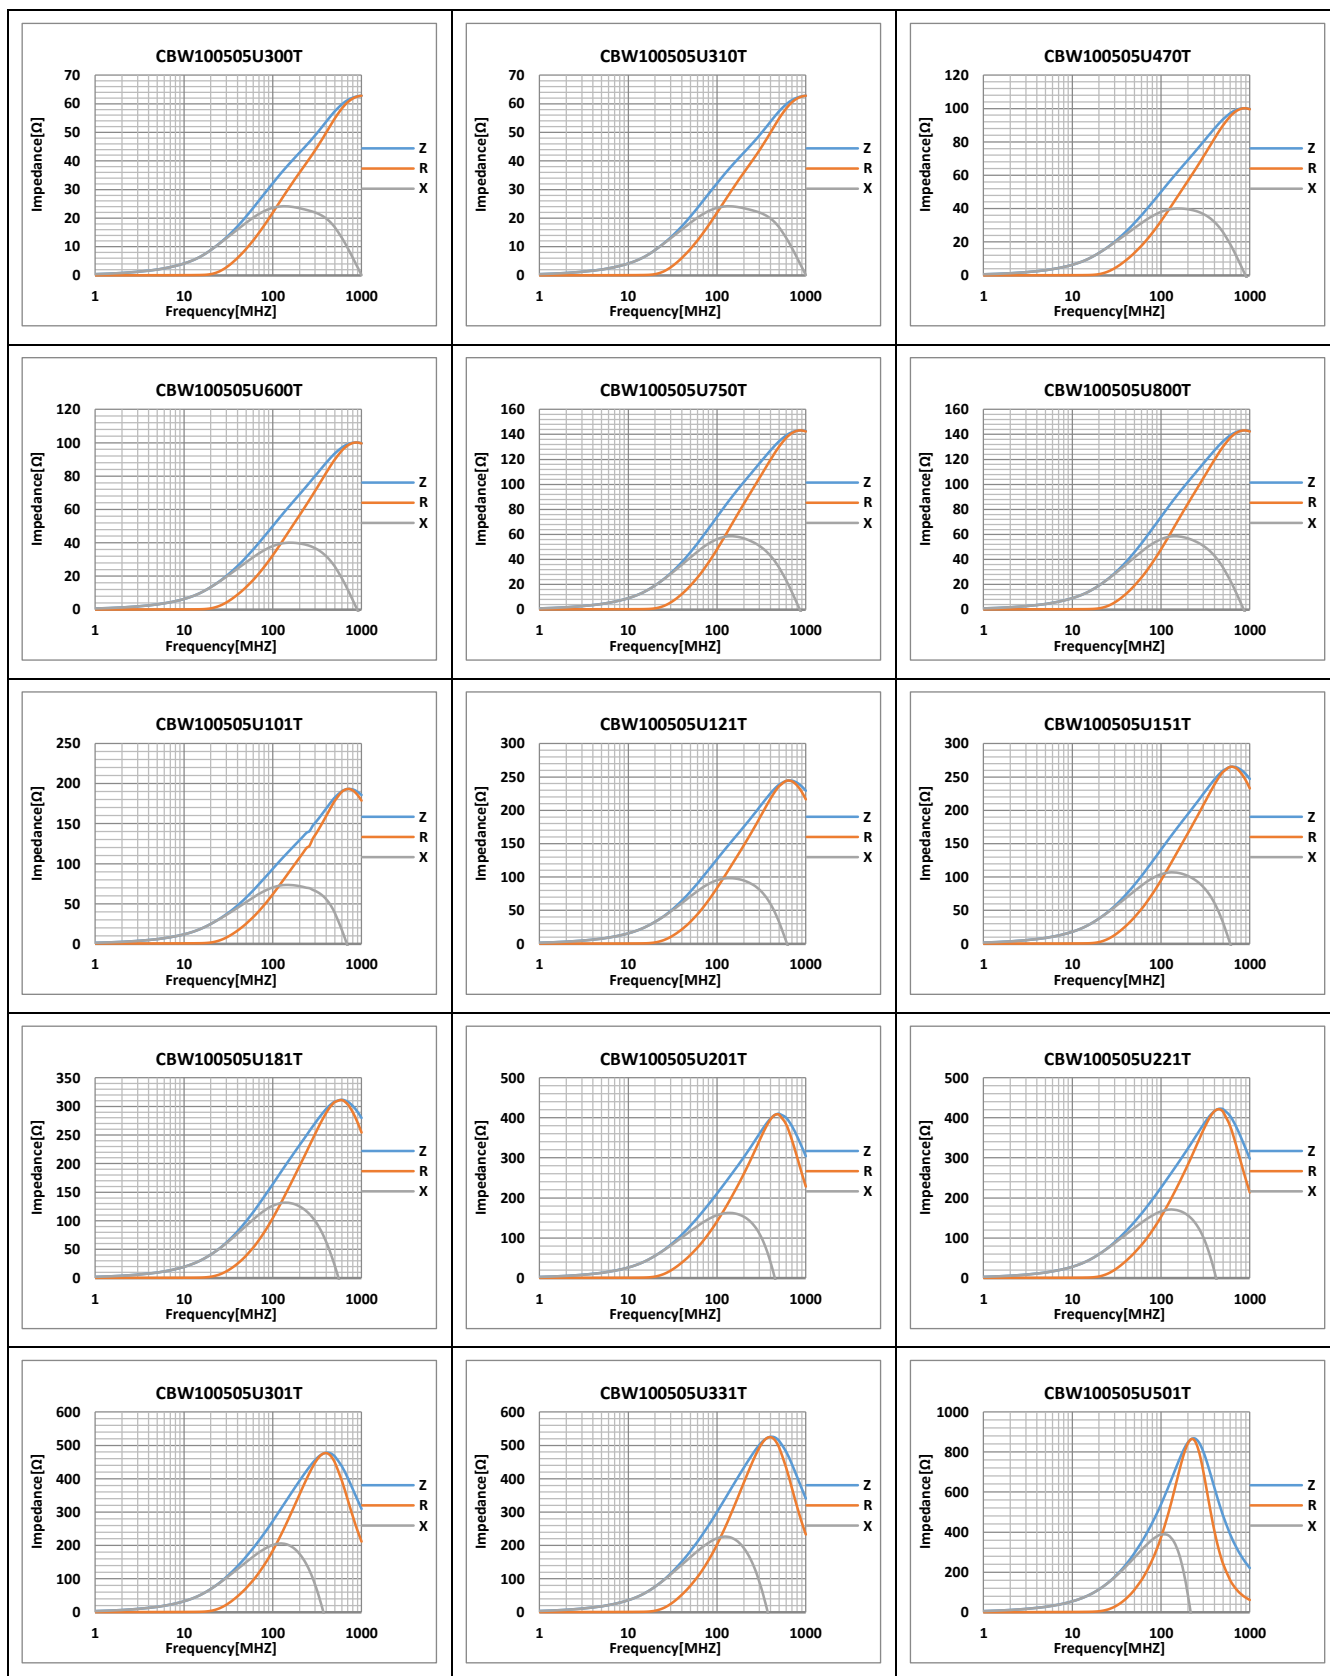 CBW100505U300T
Impedance[Ω]
70
60
50
40
30
20
10
0
Z
R
X
1 10 100 1000
Frequency[MHZ]
CBW100505U310T
Impedance[Ω]
70
60
50
40
30
20
10
0
Z
R
X
1 10 100 1000
Frequency[MHZ]
CBW100505U470T
Impedance[Ω]
120
100
80
60
40
20
0
Z
R
X
1 10 100 1000
Frequency[MHZ]
CBW100505U600T
Impedance[Ω]
120
100
80
60
40
20
0
Z
R
X
1 10 100 1000
Frequency[MHZ]
CBW100505U750T
Impedance[Ω]
160
140
120
100
80
60
40
20
0
Z
R
X
1 10 100 1000
Frequency[MHZ]
CBW100505U800T
Impedance[Ω]
160
140
120
100
80
60
40
20
0
Z
R
X
1 10 100 1000
Frequency[MHZ]
CBW100505U101T
Impedance[Ω]
250
200
150
100
50
0
Z
R
X
1 10 100 1000
Frequency[MHZ]
CBW100505U121T
Impedance[Ω]
300
250
200
150
100
50
0
Z
R
X
1 10 100 1000
Frequency[MHZ]
CBW100505U151T
Impedance[Ω]
300
250
200
150
100
50
0
Z
R
X
1 10 100 1000
Frequency[MHZ]
CBW100505U181T
Impedance[Ω]
350
300
250
200
150
100
50
0
Z
R
X
1 10 100 1000
Frequency[MHZ]
CBW100505U201T
Impedance[Ω]
500
400
300
200
100
0
Z
R
X
1 10 100 1000
Frequency[MHZ]
CBW100505U221T
Impedance[Ω]
500
400
300
200
100
0
Z
R
X
1 10 100 1000
Frequency[MHZ]
CBW100505U301T
Impedance[Ω]
600
500
400
300
200
100
0
Z
R
X
1 10 100 1000
Frequency[MHZ]
CBW100505U331T
Impedance[Ω]
600
500
400
300
200
100
0
Z
R
X
1 10 100 1000
Frequency[MHZ]
CBW100505U501T
Impedance[Ω]
1000
800
600
400
200
0
Z
R
X
1 10 100 1000
Frequency[MHZ]